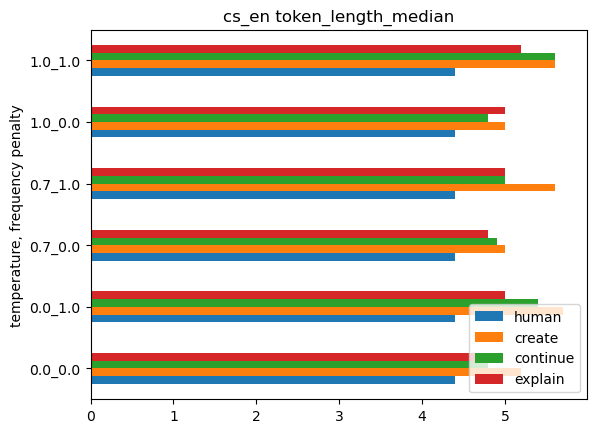 cs_en token_length_median
temperature, frequency penalty
1.0_1.0
1.0_0.0
0.7_1.0
0.7_0.0
0.0_1.0
0.0_0.0
0 1 2 3 4 5
human
create
continue
explain